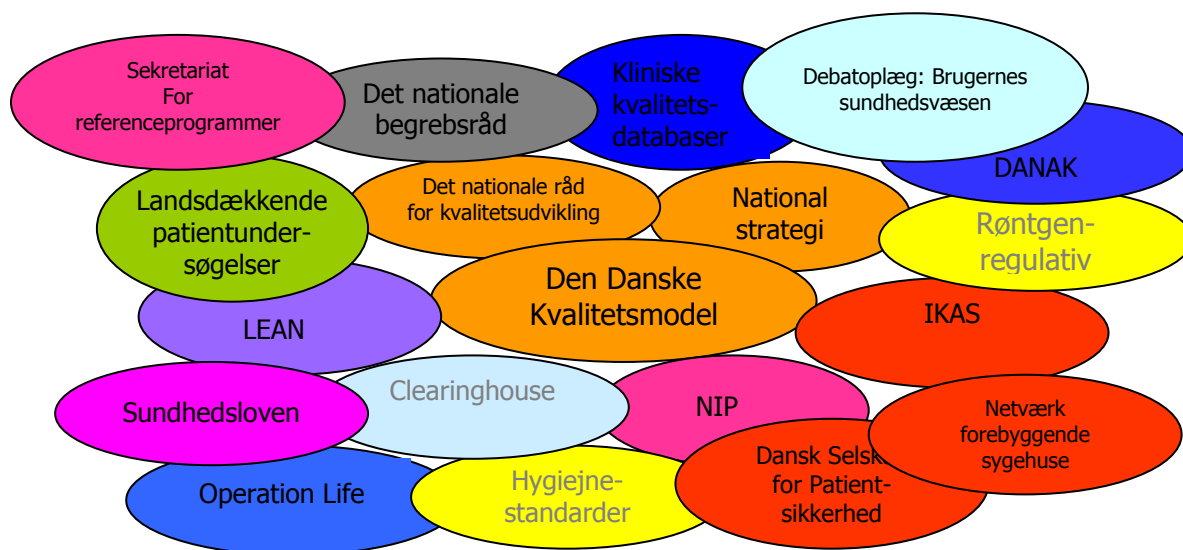 Sekretariat
For
referenceprogrammer
Det nationale
begrebsråd
Kliniske
kvalitets-
databaser
Debatoplæg: Brugernes
sundhedsvæsen
DANAK
Landsdækkende
patientunder-
søgelser
Det nationale råd
for kvalitetsudvikling
National
strategi
Røntgen-
regulativ
Den Danske
Kvalitetsmodel
LEAN
IKAS
Clearinghouse
Sundhedsloven
NIP
Netværk
forebyggende
sygehuse
Operation Life
Hygiejne-
standarder
Dansk Selsk
for Patient-
sikkerhed